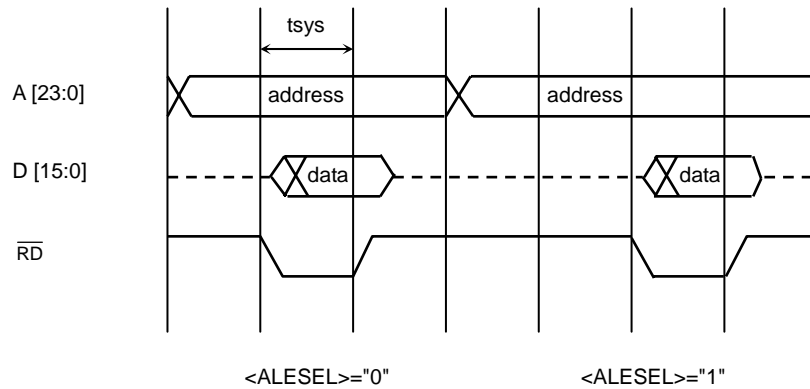 tsys
A [23:0]
address
address
D [15:0]
data
data
RD
<ALESEL>="0"
<ALESEL>="1"